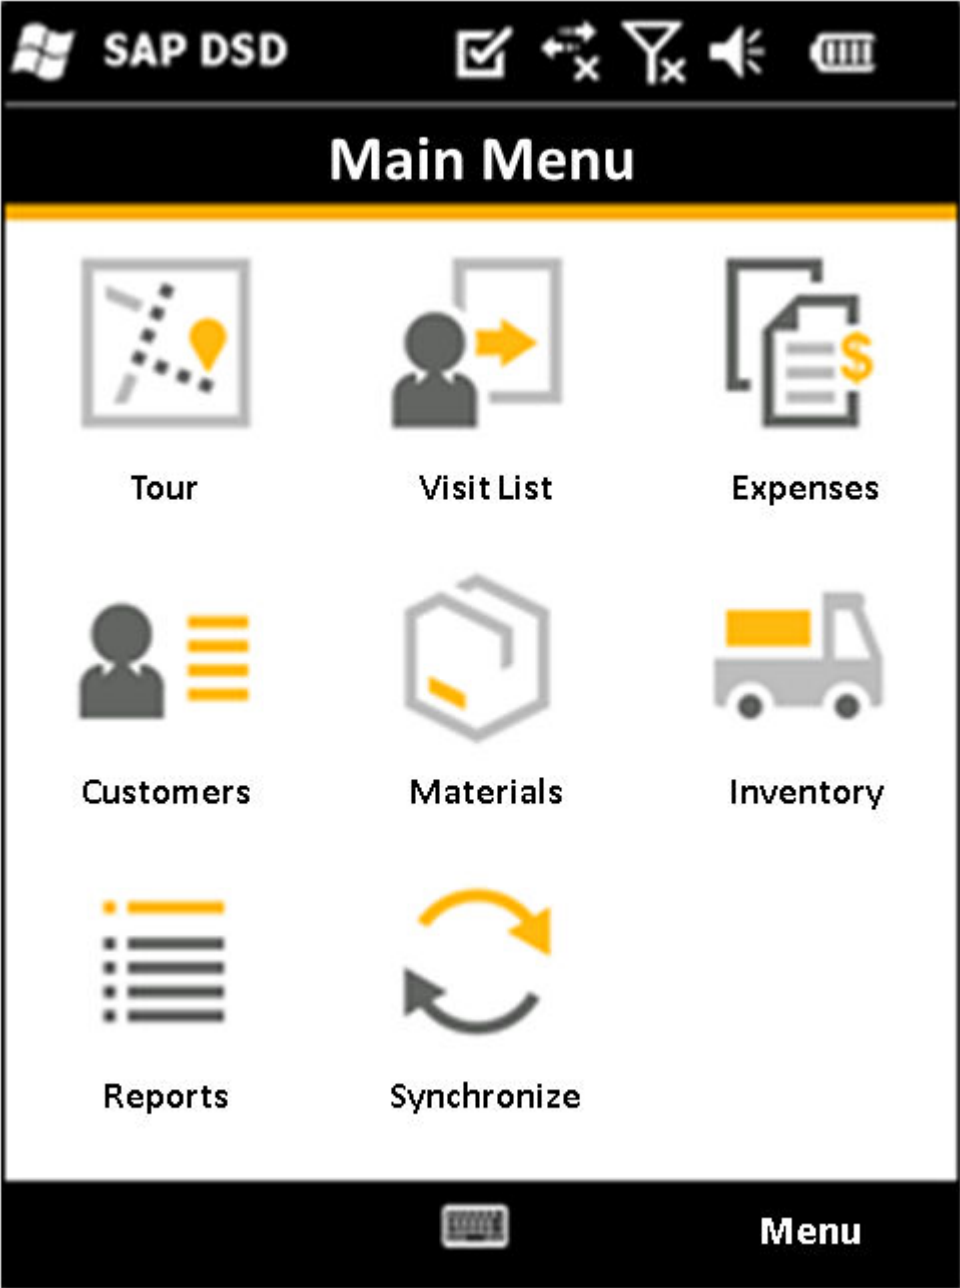 SAP DSD
Main Menu
Tour
Visit List
$
Expenses
Customers
Materials
Inventory
Reports
Synchronize
Menu